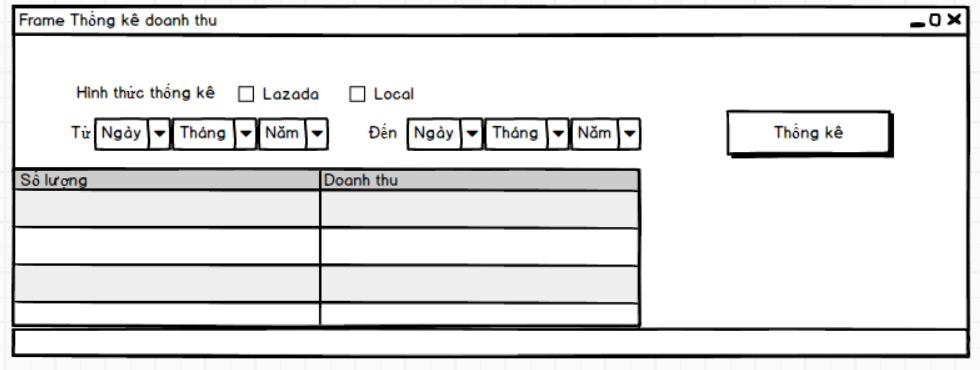 Frame Thống kê doanh thu
Hình thức thống kê Lazada Local
Từ Ngày Tháng Năm Đến Ngày Tháng Năm Thống kê
Số lượng Doanh thu